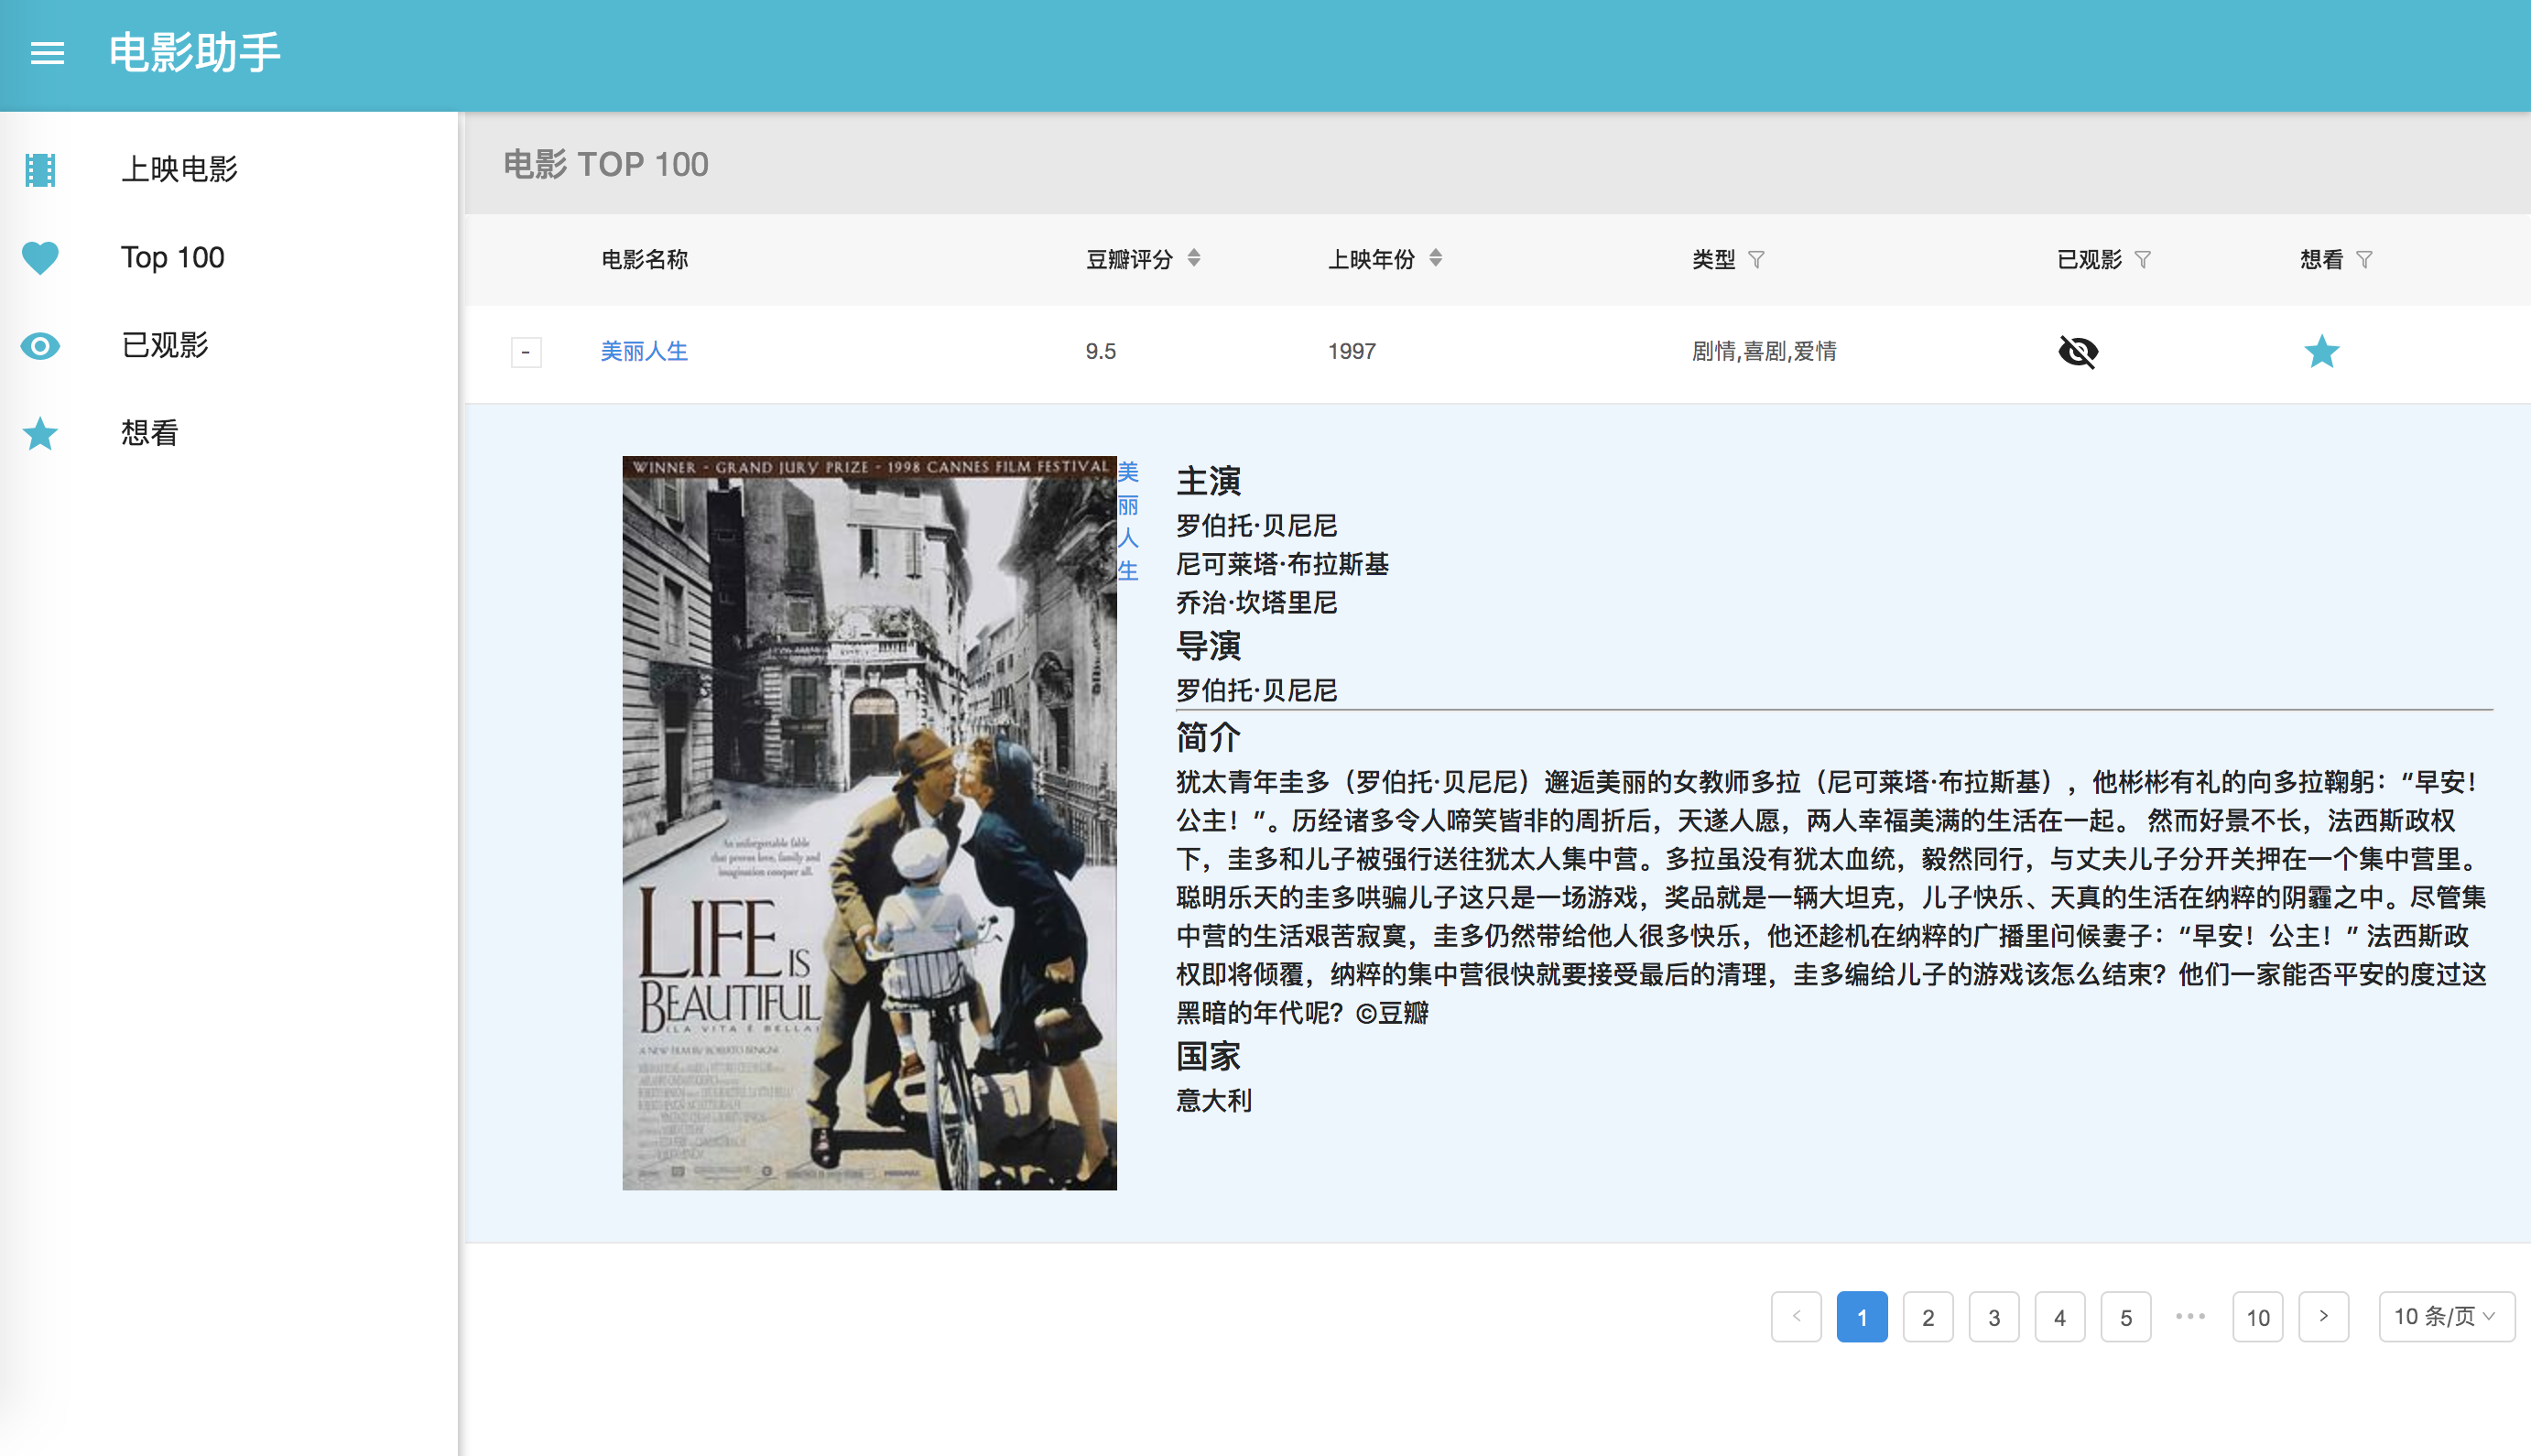 电影助手
上映电影
Top 100
已观影
想看
电影 TOP 100
电影名称
豆瓣评分
上映年份
类型
已观影
想看
-
美丽人生
9.5
1997
剧情,喜剧,爱情
WINNER - GRAND JURY PRIZE - 1998 CANNES FILM FESTIVAL
An unforgettable fable
that proves love, family and
imagination conquer all.
LIFE IS
BEAUTIFUL
(LA VITA È BELLA)
A NEW FILM BY ROBERTO BENIGNI
MIRAMAX
美
丽
人
生
主演
罗伯托·贝尼尼
尼可莱塔·布拉斯基
乔治·坎塔里尼
导演
罗伯托·贝尼尼
简介
犹太青年圭多（罗伯托·贝尼尼）邂逅美丽的女教师多拉（尼可莱塔·布拉斯基），他彬彬有礼的向多拉鞠躬：“早安！
公主！”。历经诸多令人啼笑皆非的周折后，天遂人愿，两人幸福美满的生活在一起。 然而好景不长，法西斯政权
下，圭多和儿子被强行送往犹太人集中营。多拉虽没有犹太血统，毅然同行，与丈夫儿子分开关押在一个集中营里。
聪明乐天的圭多哄骗儿子这只是一场游戏，奖品就是一辆大坦克，儿子快乐、天真的生活在纳粹的阴霾之中。尽管集
中营的生活艰苦寂寞，圭多仍然带给他人很多快乐，他还趁机在纳粹的广播里问候妻子：“早安！公主！” 法西斯政
权即将倾覆，纳粹的集中营很快就要接受最后的清理，圭多编给儿子的游戏该怎么结束？他们一家能否平安的度过这
黑暗的年代呢？©豆瓣
国家
意大利
< 1 2 3 4 5 ••• 10 > 10 条/页